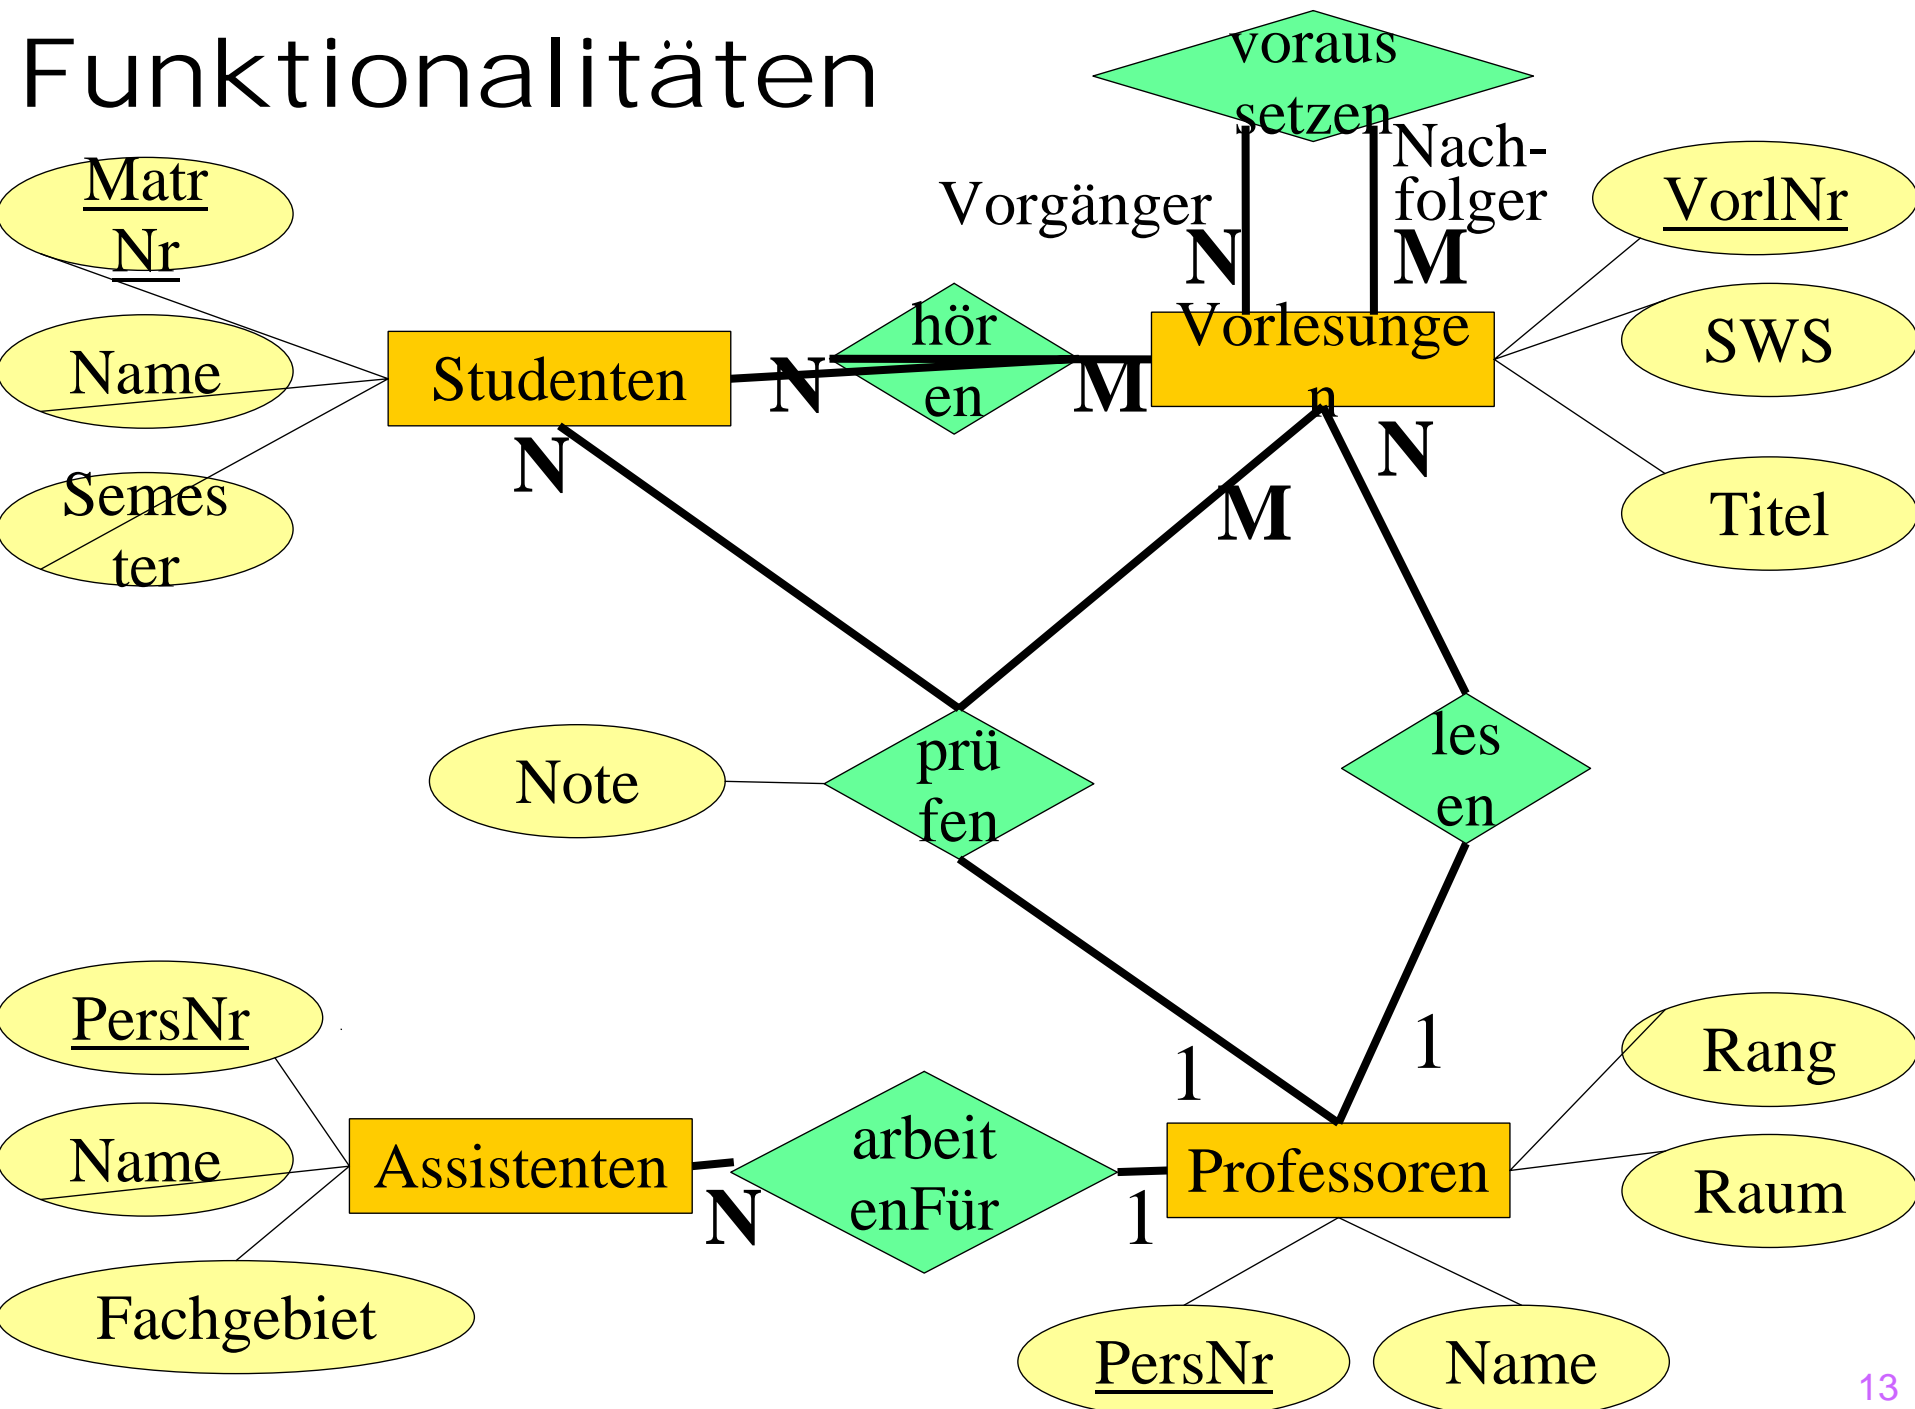 Funktionalitäten
voraus
setzen
Nach-
folger
Vorgänger
N
M
Matr
Nr
VorlNr
Name
Studenten
N
hör
en
M
Vorlesunge
n
SWS
Semes
ter
N
M
N
Titel
Note
prü
fen
les
en
PersNr
Name
Assistenten
N
arbeit
enFür
1
1
1
Professoren
Rang
Raum
Fachgebiet
PersNr
Name
13